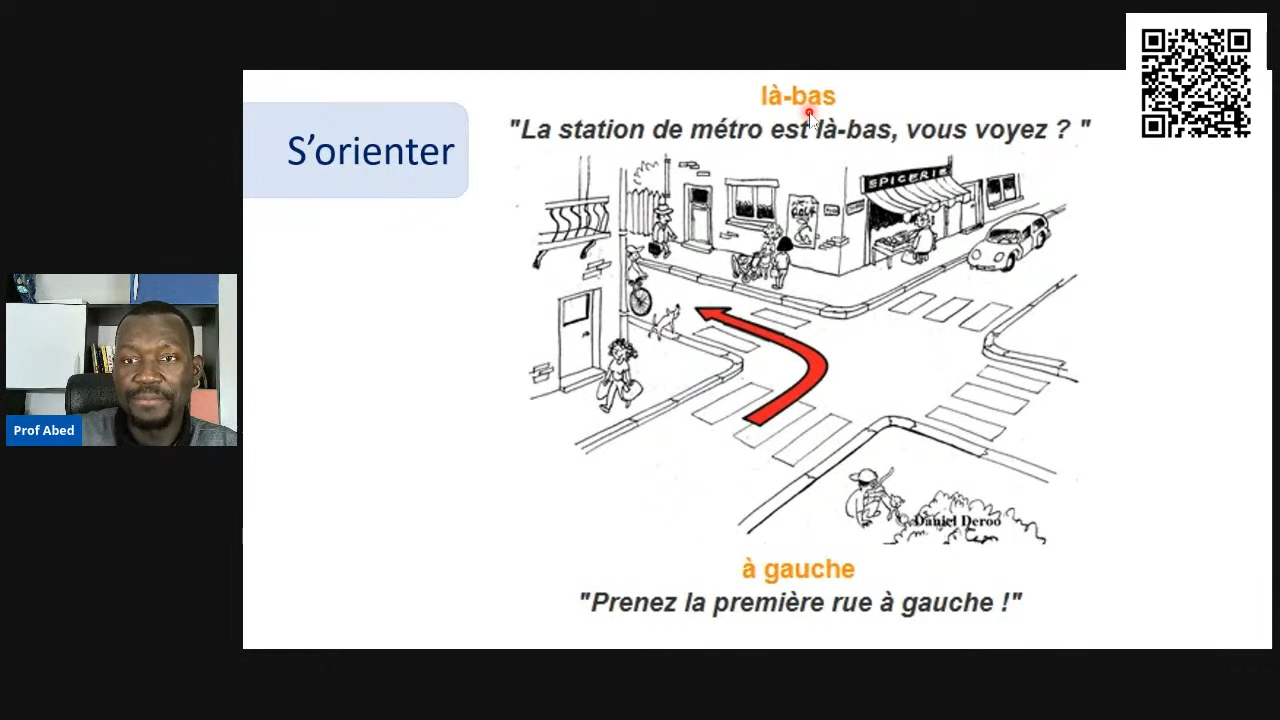 là-bas
"La station de métro est là-bas, vous voyez ? "
S'orienter
EPICERIE
GOLF
Prof Abed
© Daniel Deroo
à gauche
"Prenez la première rue à gauche !"